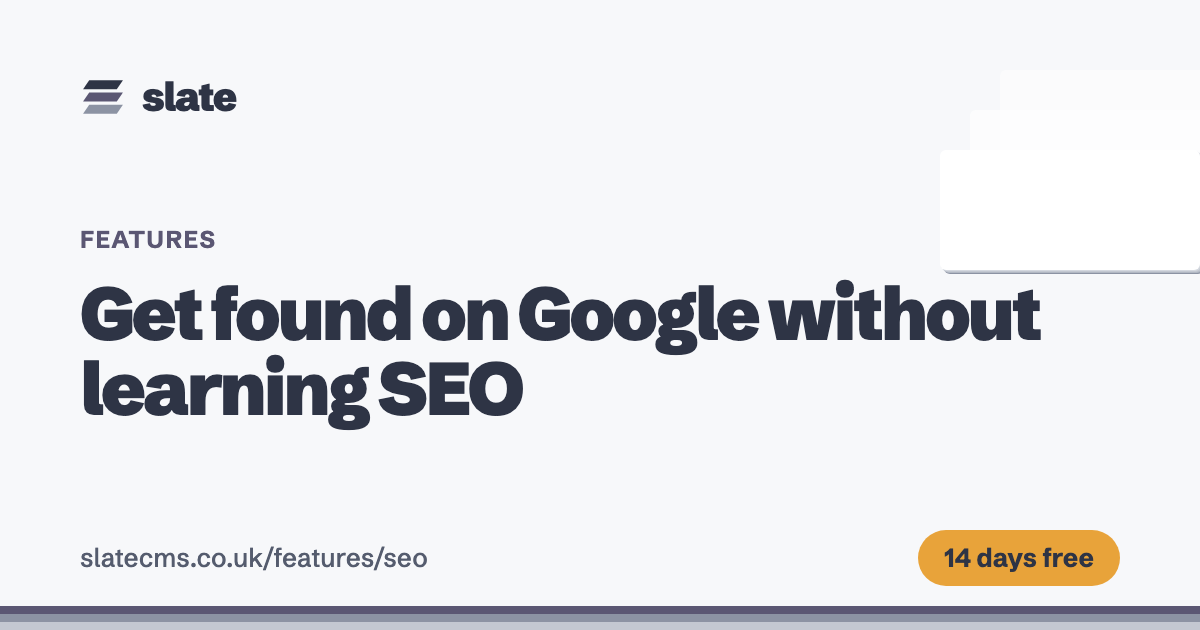 slate
FEATURES
Get found on Google without
learning SEO
slatecms.co.uk/features/seo
14 days free